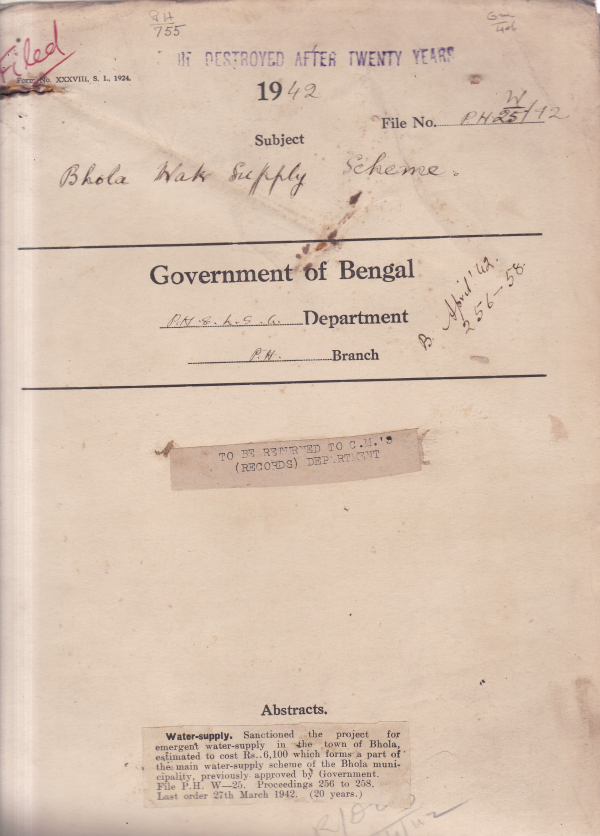 P.H
755
Filed
Form No. XXXVIII, S. L., 1924.
DESTROYED AFTER TWENTY YEARS
1942
File No. P.H W/25/42
Subject
Bhola Wate Supply Scheme.
Government of Bengal
P.H & L.S.G. Department
P.H. Branch
B. April '42.
256–58.
TO BE RETURNED TO C.M.'S
(RECORDS) DEPARTMENT
Abstracts.
Water-supply. Sanctioned the project for
emergent water-supply in the town of Bhola,
estimated to cost Rs..6,100 which forms a part of
the main water-supply scheme of the Bhola muni-
cipality, previously approved by Government.
File P.H. W—25. Proceedings 256 to 258.
Last order 27th March 1942. (20 years.)